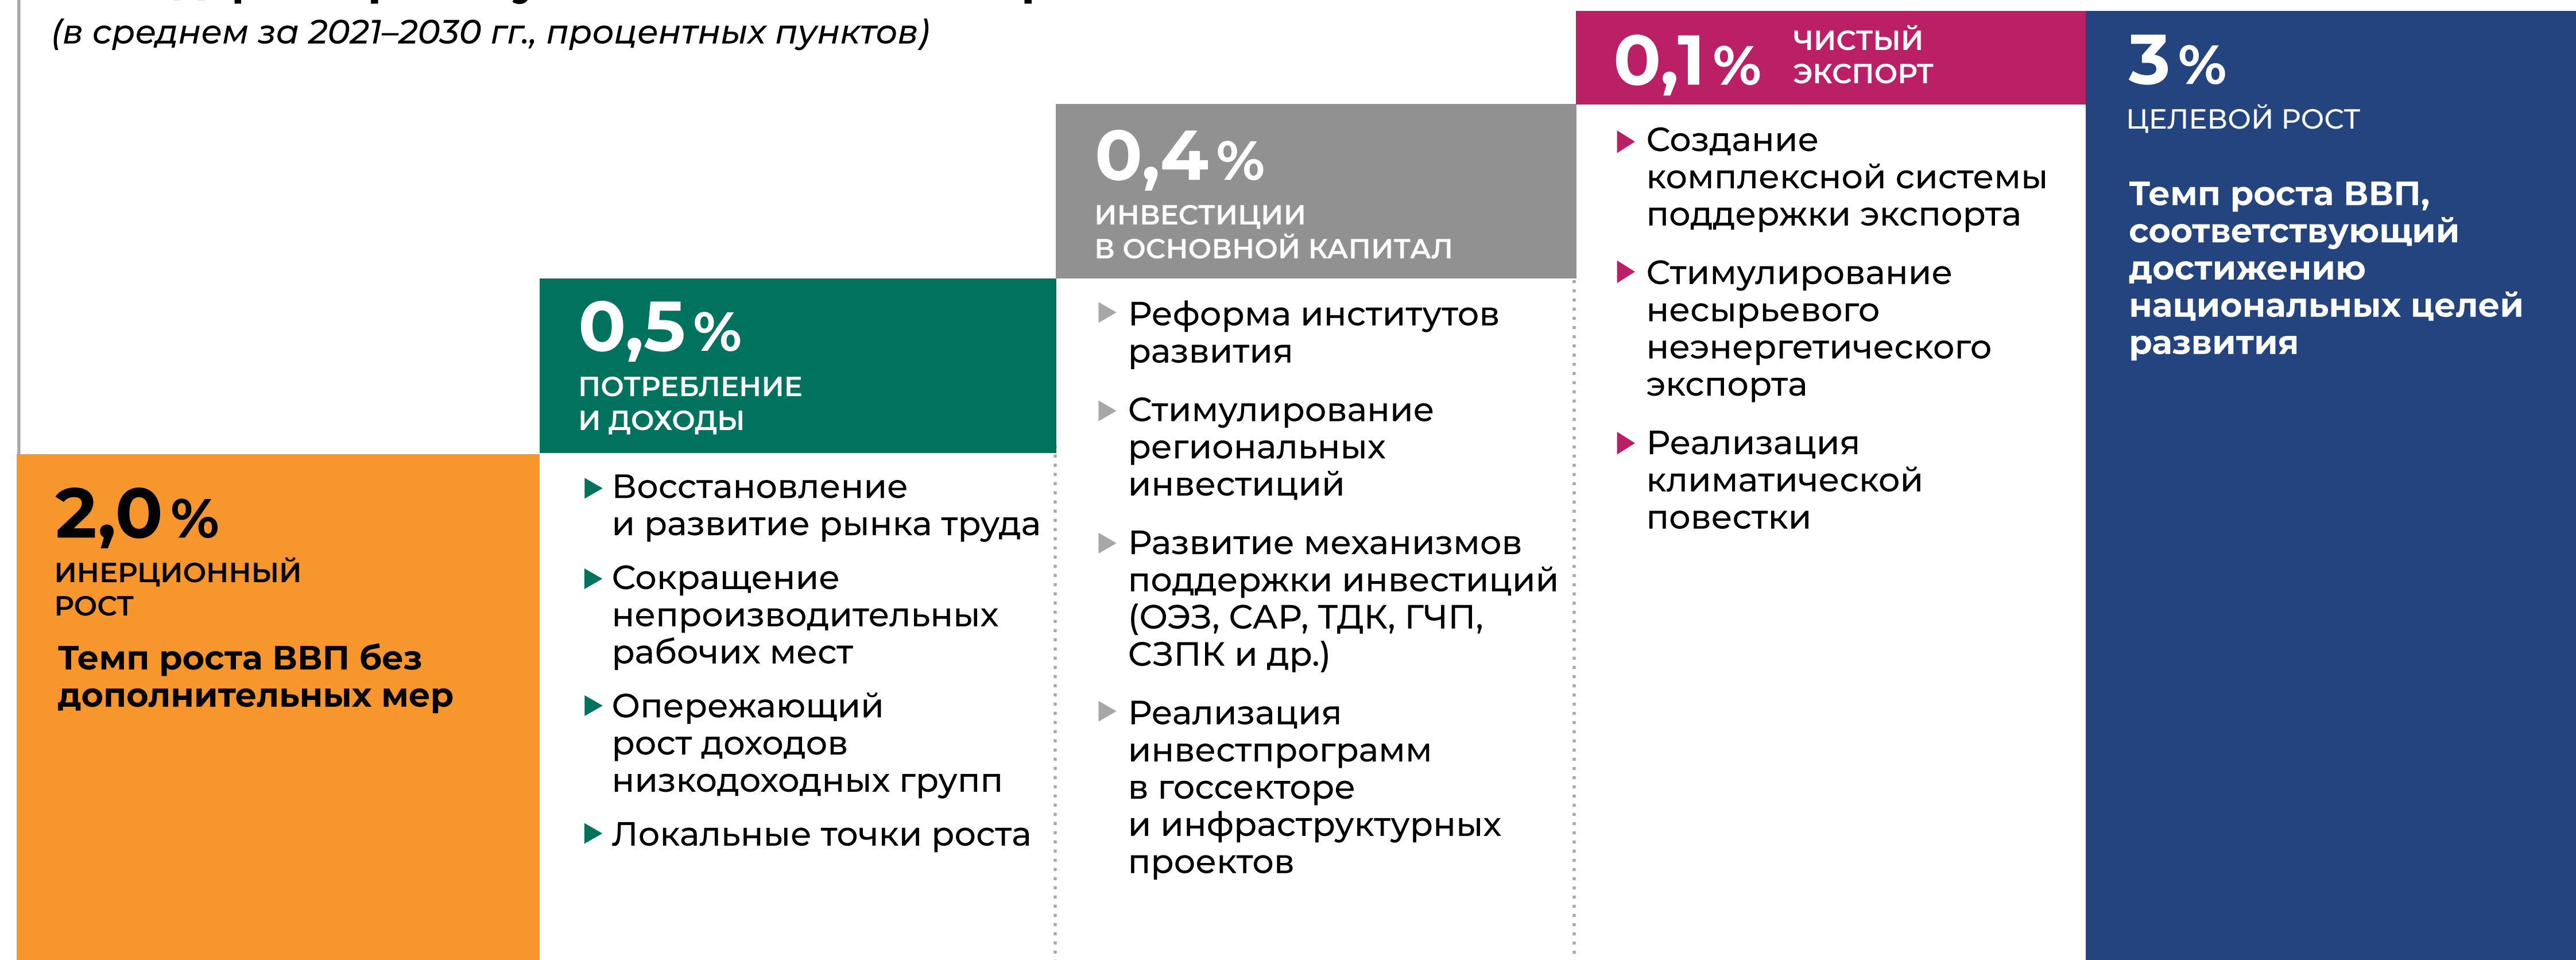 (в среднем за 2021–2030 гг., процентных пунктов)
2,0 %
ИНЕРЦИОННЫЙ
РОСТ
Темп роста ВВП без
дополнительных мер
0,5 %
ПОТРЕБЛЕНИЕ
И ДОХОДЫ
Восстановление
и развитие рынка труда
Сокращение
непроизводительных
рабочих мест
Опережающий
рост доходов
низкодоходных групп
Локальные точки роста
0,4 %
ИНВЕСТИЦИИ
В ОСНОВНОЙ КАПИТАЛ
Реформа институтов
развития
Стимулирование
региональных
инвестиций
Развитие механизмов
поддержки инвестиций
(ОЭЗ, САР, ТДК, ГЧП,
СЗПК и др.)
Реализация
инвестпрограмм
в госсекторе
и инфраструктурных
проектов
0,1 %
ЧИСТЫЙ
ЭКСПОРТ
Создание
комплексной системы
поддержки экспорта
Стимулирование
несырьевого
неэнергетического
экспорта
Реализация
климатической
повестки
3 %
ЦЕЛЕВОЙ РОСТ
Темп роста ВВП,
соответствующий
достижению
национальных целей
развития